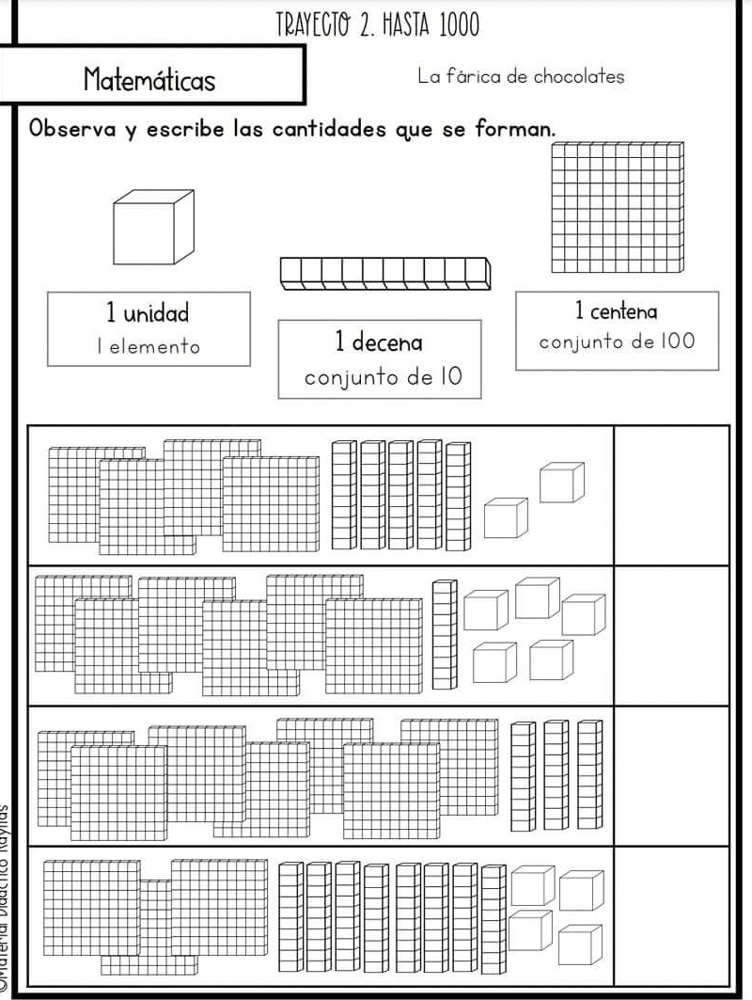 TRAYECTO 2. HASTA 1000
Matemáticas
La fárica de chocolates
Observa y escribe las cantidades que se forman.
1 unidad
1 elemento
1 decena
conjunto de 10
1 centena
conjunto de 100
©Material Didáctico Rayitas